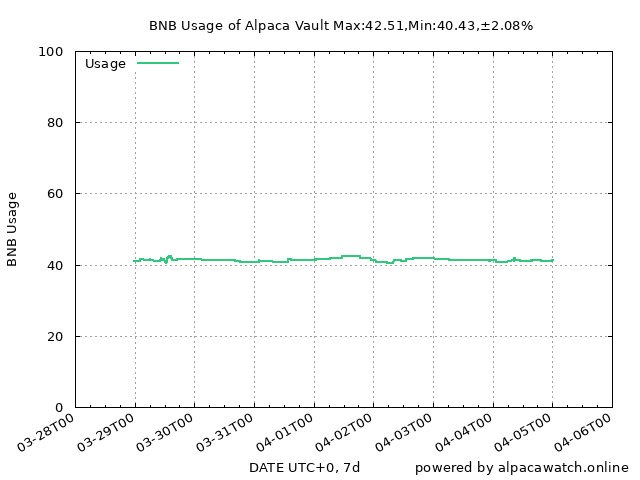 BNB Usage of Alpaca Vault Max:42.51,Min:40.43,±2.08%
Usage
100
80
60
40
20
0
BNB Usage
03-28T00
03-29T00
03-30T00
03-31T00
04-01T00
04-02T00
04-03T00
04-04T00
04-05T00
04-06T00
DATE UTC+0, 7d
powered by alpacawatch.online